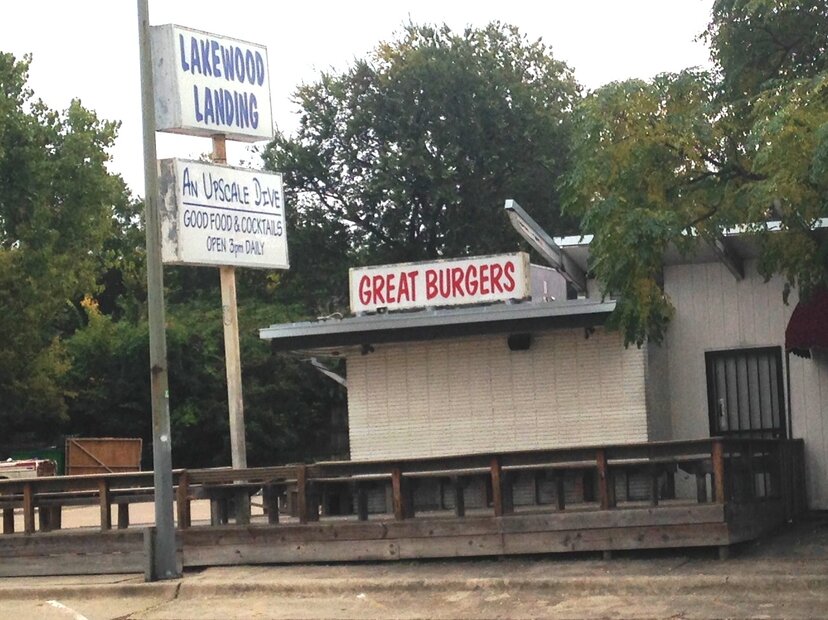 LAKEWOOD
LANDING
AN UPSCALE DIVE
GOOD FOOD & COCKTAILS
OPEN 3pm DAILY
GREAT BURGERS